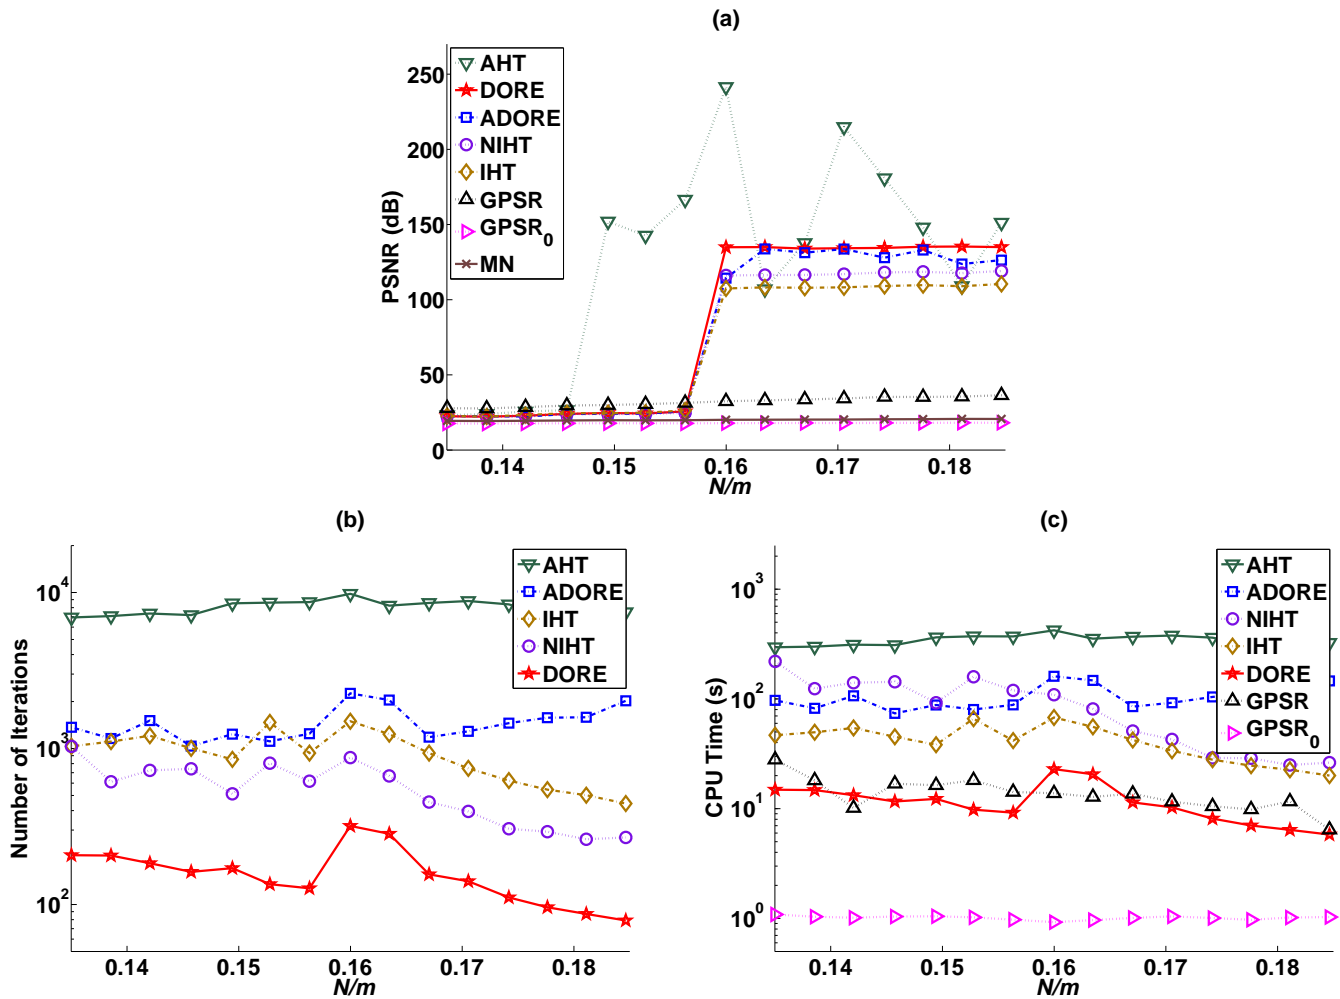 (a)
PSNR (dB)
250
200
150
100
50
0
AHT
DORE
ADORE
NIHT
IHT
GPSR
GPSR0
MN
0.14 0.15 0.16 0.17 0.18
N/m
(b)
Number of Iterations
10^4
10^3
10^2
AHT
ADORE
IHT
NIHT
DORE
0.14 0.15 0.16 0.17 0.18
N/m
(c)
CPU Time (s)
10^3
10^2
10^1
10^0
AHT
ADORE
NIHT
IHT
DORE
GPSR
GPSR0
0.14 0.15 0.16 0.17 0.18
N/m